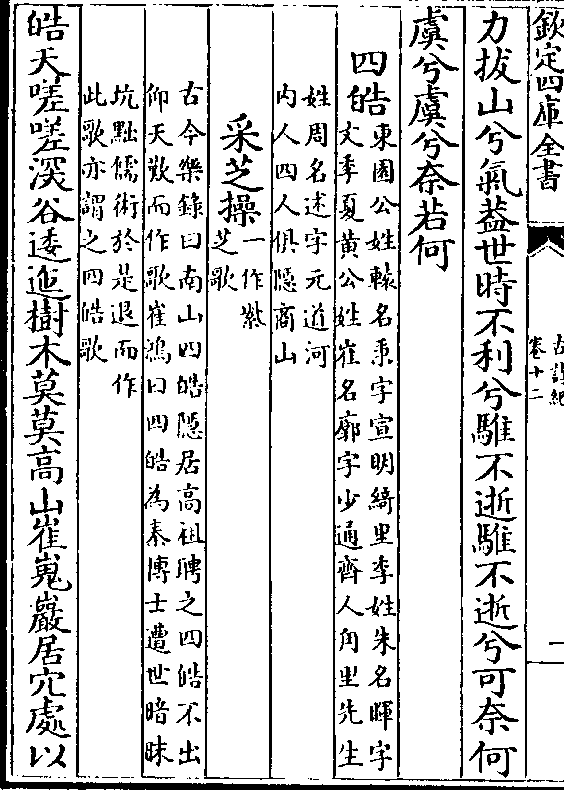 欽定四庫全書
古詩紀
卷十二
一
力拔山兮氣蓋世時不利兮騅不逝騅不逝兮可奈何
虞兮虞兮奈若何
四皓
東園公姓轅名秉字宣明綺里季姓朱名暉字
文季夏黄公姓崔名廓字少通齊人角里先生
姓周名述字元道河
内人四人俱隱商山
采芝操
一作紫
芝歌
古今樂錄曰南山四皓隠居高祖聘之四皓不出
仰天歎而作歌崔鴻曰四皓為秦博士遭世暗昧
坑黜儒術於是退而作
此歌亦謂之四皓歌
皓天嗟嗟深谷逶迤樹木莫莫高山崔嵬巖居穴處以